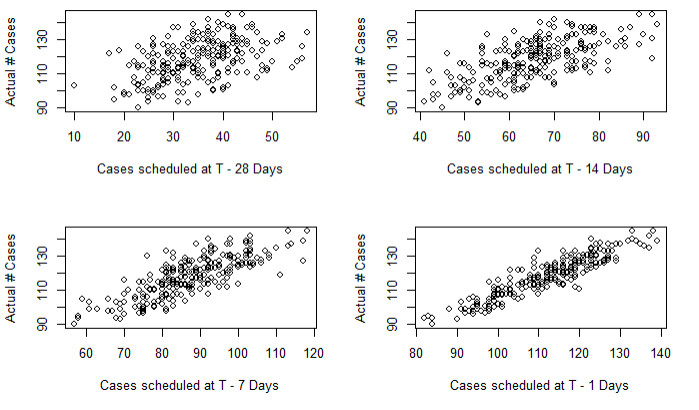 Actual # Cases
90 110 130
10 20 30 40 50
Cases scheduled at T - 28 Days
Actual # Cases
90 110 130
40 50 60 70 80 90
Cases scheduled at T - 14 Days
Actual # Cases
90 110 130
60 70 80 90 100 110 120
Cases scheduled at T - 7 Days
Actual # Cases
90 110 130
80 90 100 110 120 130 140
Cases scheduled at T - 1 Days